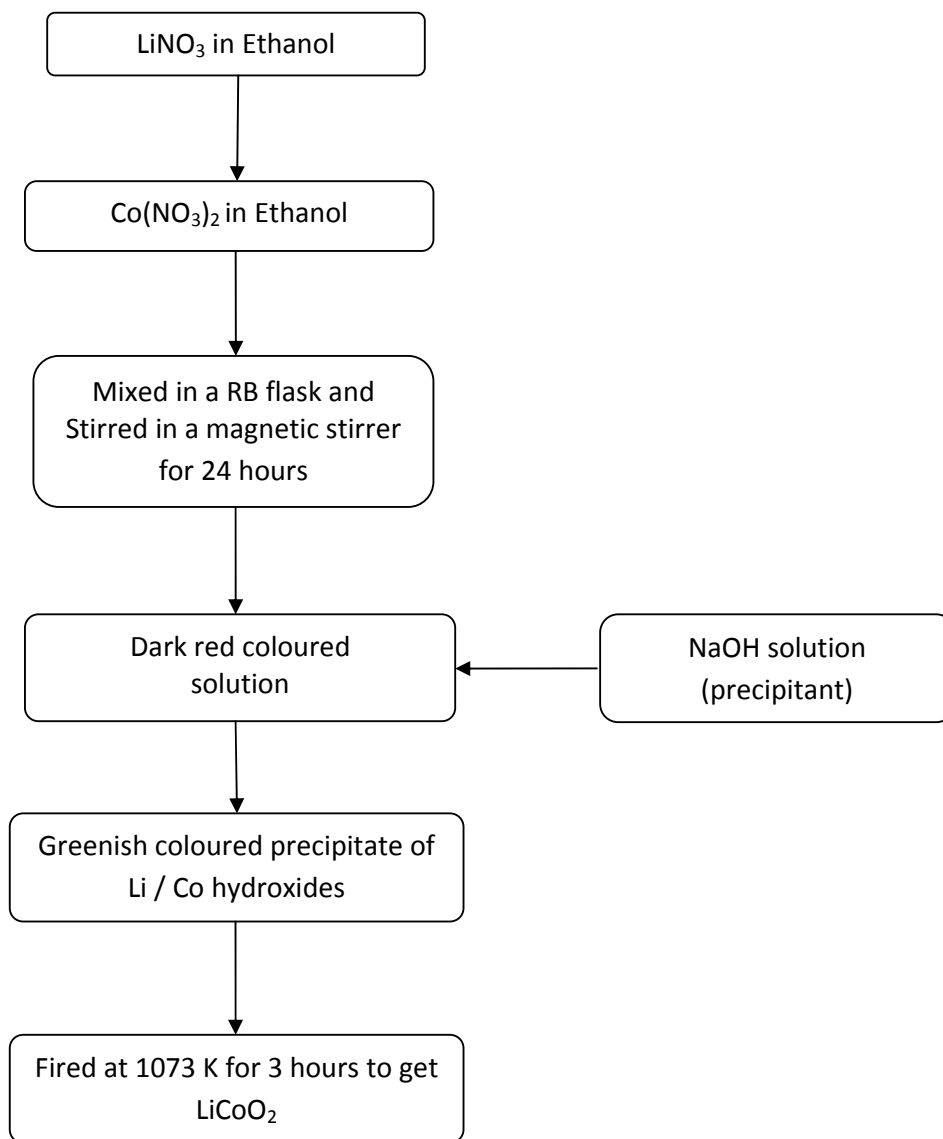 LiNO₃ in Ethanol
Co(NO₃)₂ in Ethanol
Mixed in a RB flask and
Stirred in a magnetic stirrer
for 24 hours
Dark red coloured
solution
NaOH solution
(precipitant)
Greenish coloured precipitate of
Li / Co hydroxides
Fired at 1073 K for 3 hours to get
LiCoO₂